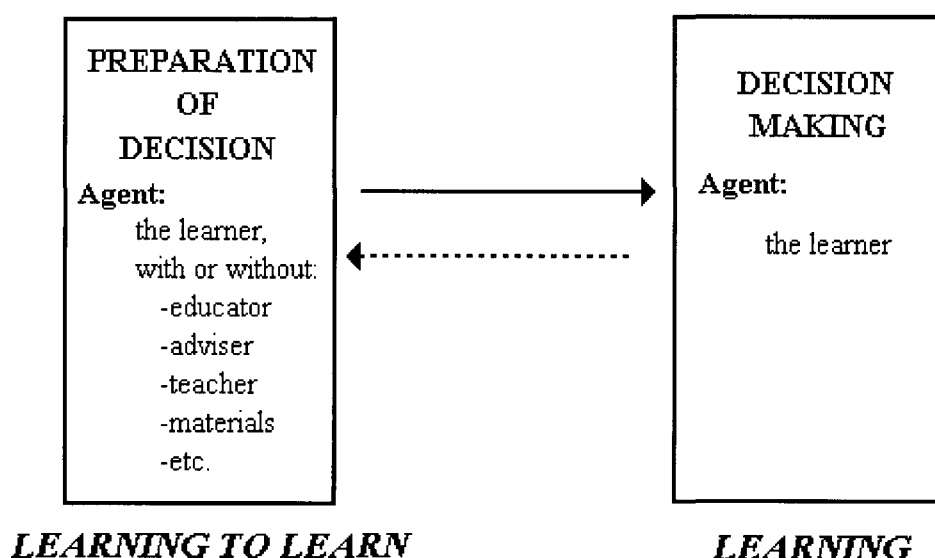 PREPARATION
OF
DECISION
Agent:
the learner,
with or without:
-educator
-adviser
-teacher
-materials
-etc.
LEARNING TO LEARN
DECISION
MAKING
Agent:
the learner
LEARNING